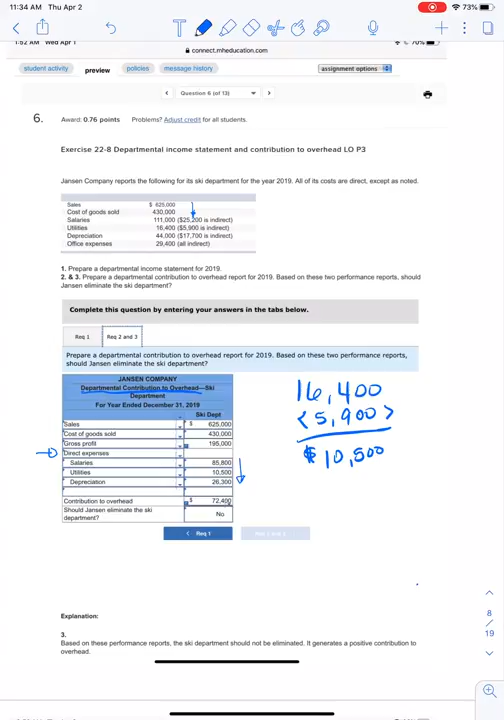 11:34 AM Wed Apr 1
73%
1:52 AM Wed Apr 1
70%
connect.mheducation.com
student activity preview policies message history assignment options
Question 6 (of 13)
6. Award: 0.76 points Problems? Adjust credit for all students.
Exercise 22-8 Departmental income statement and contribution to overhead LO P3
Jansen Company reports the following for its ski department for the year 2019. All of its costs are direct, except as noted.
Sales $ 625,000
Cost of goods sold 430,000
Salaries 111,000 ($25,200 is indirect)
Utilities 16,400 ($5,900 is indirect)
Depreciation 44,000 ($17,700 is indirect)
Office expenses 29,400 (all indirect)
1. Prepare a departmental income statement for 2019.
2. & 3. Prepare a departmental contribution to overhead report for 2019. Based on these two performance reports, should
Jansen eliminate the ski department?
Complete this question by entering your answers in the tabs below.
Req 1 Req 2 and 3
Prepare a departmental contribution to overhead report for 2019. Based on these two performance reports,
should Jansen eliminate the ski department?
JANSEN COMPANY
Departmental Contribution to Overhead—Ski
Department
For Year Ended December 31, 2019
Ski Dept
Sales $ 625,000
Cost of goods sold 430,000
Gross profit 195,000
Direct expenses
Salaries 85,800
Utilities 10,500
Depreciation 26,300
Contribution to overhead $ 72,400
Should Jansen eliminate the ski
department? No
16,400
<5,900>
$ 10,500
< Req 1 Req 2 and 3
8
/
19
Explanation:
3.
Based on these performance reports, the ski department should not be eliminated. It generates a positive contribution to
overhead.